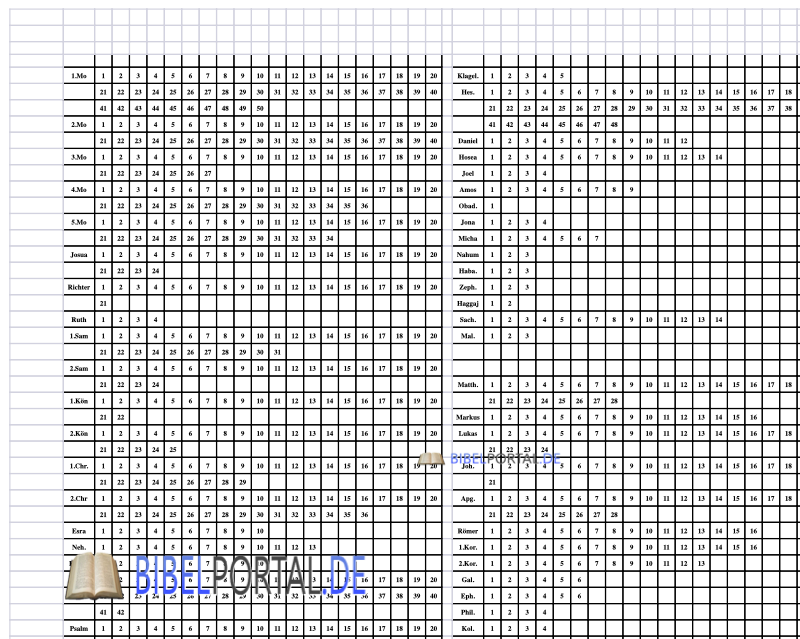 1.Mo 1 2 3 4 5 6 7 8 9 10 11 12 13 14 15 16 17 18 19 20
21 22 23 24 25 26 27 28 29 30 31 32 33 34 35 36 37 38 39 40
41 42 43 44 45 46 47 48 49 50
2.Mo 1 2 3 4 5 6 7 8 9 10 11 12 13 14 15 16 17 18 19 20
21 22 23 24 25 26 27 28 29 30 31 32 33 34 35 36 37 38 39 40
3.Mo 1 2 3 4 5 6 7 8 9 10 11 12 13 14 15 16 17 18 19 20
21 22 23 24 25 26 27
4.Mo 1 2 3 4 5 6 7 8 9 10 11 12 13 14 15 16 17 18 19 20
21 22 23 24 25 26 27 28 29 30 31 32 33 34 35 36
5.Mo 1 2 3 4 5 6 7 8 9 10 11 12 13 14 15 16 17 18 19 20
21 22 23 24 25 26 27 28 29 30 31 32 33 34
Josua 1 2 3 4 5 6 7 8 9 10 11 12 13 14 15 16 17 18 19 20
21 22 23 24
Richter 1 2 3 4 5 6 7 8 9 10 11 12 13 14 15 16 17 18 19 20
21
Ruth 1 2 3 4
1.Sam 1 2 3 4 5 6 7 8 9 10 11 12 13 14 15 16 17 18 19 20
21 22 23 24 25 26 27 28 29 30 31
2.Sam 1 2 3 4 5 6 7 8 9 10 11 12 13 14 15 16 17 18 19 20
21 22 23 24
1.Kön 1 2 3 4 5 6 7 8 9 10 11 12 13 14 15 16 17 18 19 20
21 22
2.Kön 1 2 3 4 5 6 7 8 9 10 11 12 13 14 15 16 17 18 19 20
21 22 23 24 25
1.Chr. 1 2 3 4 5 6 7 8 9 10 11 12 13 14 15 16 17 18 19 20
21 22 23 24 25 26 27 28 29
2.Chr 1 2 3 4 5 6 7 8 9 10 11 12 13 14 15 16 17 18 19 20
21 22 23 24 25 26 27 28 29 30 31 32 33 34 35 36
Esra 1 2 3 4 5 6 7 8 9 10
Neh. 1 2 3 4 5 6 7 8 9 10 11 12 13
BIBELPORTAL.DE
2 17 18 19 20
23 24 25 26 27 28 29 30 31 32 33 34 35 36 37 38 39 40
41 42
Psalm 1 2 3 4 5 6 7 8 9 10 11 12 13 14 15 16 17 18 19 20
Klagel. 1 2 3 4 5
Hes. 1 2 3 4 5 6 7 8 9 10 11 12 13 14 15 16 17 18
21 22 23 24 25 26 27 28 29 30 31 32 33 34 35 36 37 38
41 42 43 44 45 46 47 48
Daniel 1 2 3 4 5 6 7 8 9 10 11 12
Hosea 1 2 3 4 5 6 7 8 9 10 11 12 13 14
Joel 1 2 3 4
Amos 1 2 3 4 5 6 7 8 9
Obad. 1
Jona 1 2 3 4
Micha 1 2 3 4 5 6 7
Nahum 1 2 3
Haba. 1 2 3
Zeph. 1 2 3
Haggaj 1 2
Sach. 1 2 3 4 5 6 7 8 9 10 11 12 13 14
Mal. 1 2 3
Matth. 1 2 3 4 5 6 7 8 9 10 11 12 13 14 15 16 17 18
21 22 23 24 25 26 27 28
Markus 1 2 3 4 5 6 7 8 9 10 11 12 13 14 15 16
Lukas 1 2 3 4 5 6 7 8 9 10 11 12 13 14 15 16 17 18
21 22 23 24
BIBELPORTAL.DE
Joh. 1 2 3 4 5 6 7 8 9 10 11 12 13 14 15 16 17 18
21
Apg. 1 2 3 4 5 6 7 8 9 10 11 12 13 14 15 16 17 18
21 22 23 24 25 26 27 28
Römer 1 2 3 4 5 6 7 8 9 10 11 12 13 14 15 16
1.Kor. 1 2 3 4 5 6 7 8 9 10 11 12 13 14 15 16
2.Kor. 1 2 3 4 5 6 7 8 9 10 11 12 13
Gal. 1 2 3 4 5 6
Eph. 1 2 3 4 5 6
Phil. 1 2 3 4
Kol. 1 2 3 4